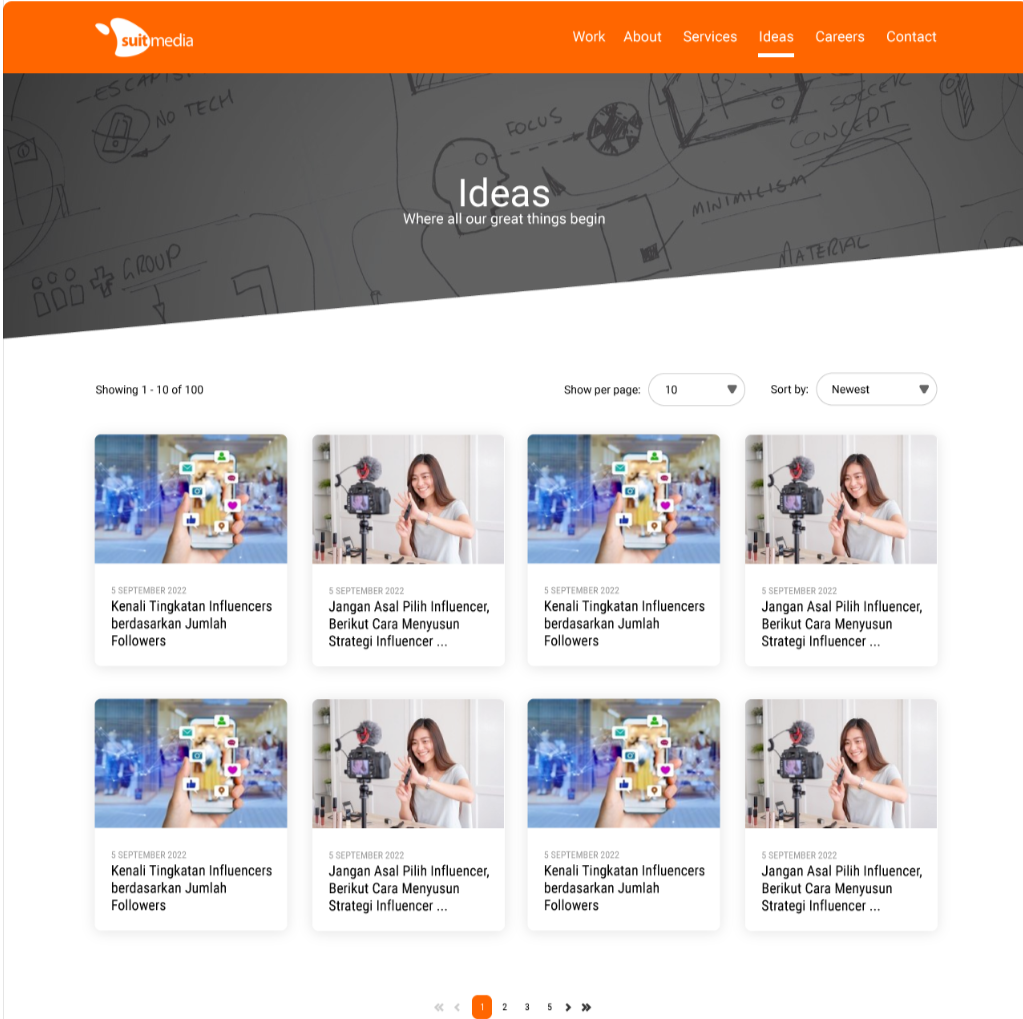 suitmedia
Work About Services Ideas Careers Contact
ESCAPIS
NO TECH
FOCUS
SOCCER
CONCEPT
MINIMILISM
MATERIAL
GROUP
Ideas
Where all our great things begin
Showing 1 - 10 of 100
Show per page: 10
Sort by: Newest
5 SEPTEMBER 2022
Kenali Tingkatan Influencers
berdasarkan Jumlah
Followers
5 SEPTEMBER 2022
Jangan Asal Pilih Influencer,
Berikut Cara Menyusun
Strategi Influencer ...
5 SEPTEMBER 2022
Kenali Tingkatan Influencers
berdasarkan Jumlah
Followers
5 SEPTEMBER 2022
Jangan Asal Pilih Influencer,
Berikut Cara Menyusun
Strategi Influencer ...
5 SEPTEMBER 2022
Kenali Tingkatan Influencers
berdasarkan Jumlah
Followers
5 SEPTEMBER 2022
Jangan Asal Pilih Influencer,
Berikut Cara Menyusun
Strategi Influencer ...
5 SEPTEMBER 2022
Kenali Tingkatan Influencers
berdasarkan Jumlah
Followers
5 SEPTEMBER 2022
Jangan Asal Pilih Influencer,
Berikut Cara Menyusun
Strategi Influencer ...
« < 1 2 3 5 > »